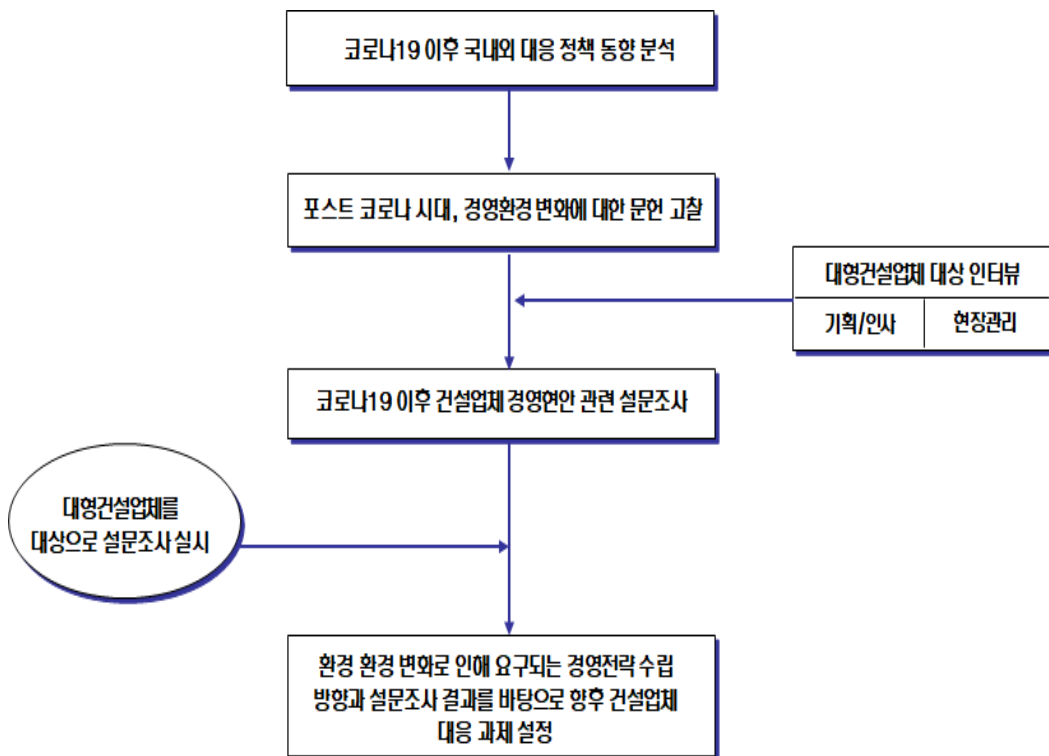 코로나19 이후 국내외 대응 정책 동향 분석
포스트 코로나 시대, 경영환경 변화에 대한 문헌 고찰
대형건설업체 대상 인터뷰
기획/인사
현장관리
코로나19 이후 건설업체 경영현안 관련 설문조사
대형건설업체를
대상으로 설문조사 실시
환경 환경 변화로 인해 요구되는 경영전략 수립
방향과 설문조사 결과를 바탕으로 향후 건설업체
대응 과제 설정